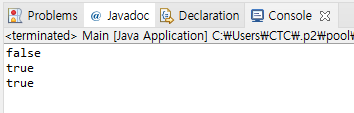 Problems @ Javadoc Declaration Console
<terminated> Main [Java Application] C:₩Users₩CTC₩.p2₩pool₩
false
true
true